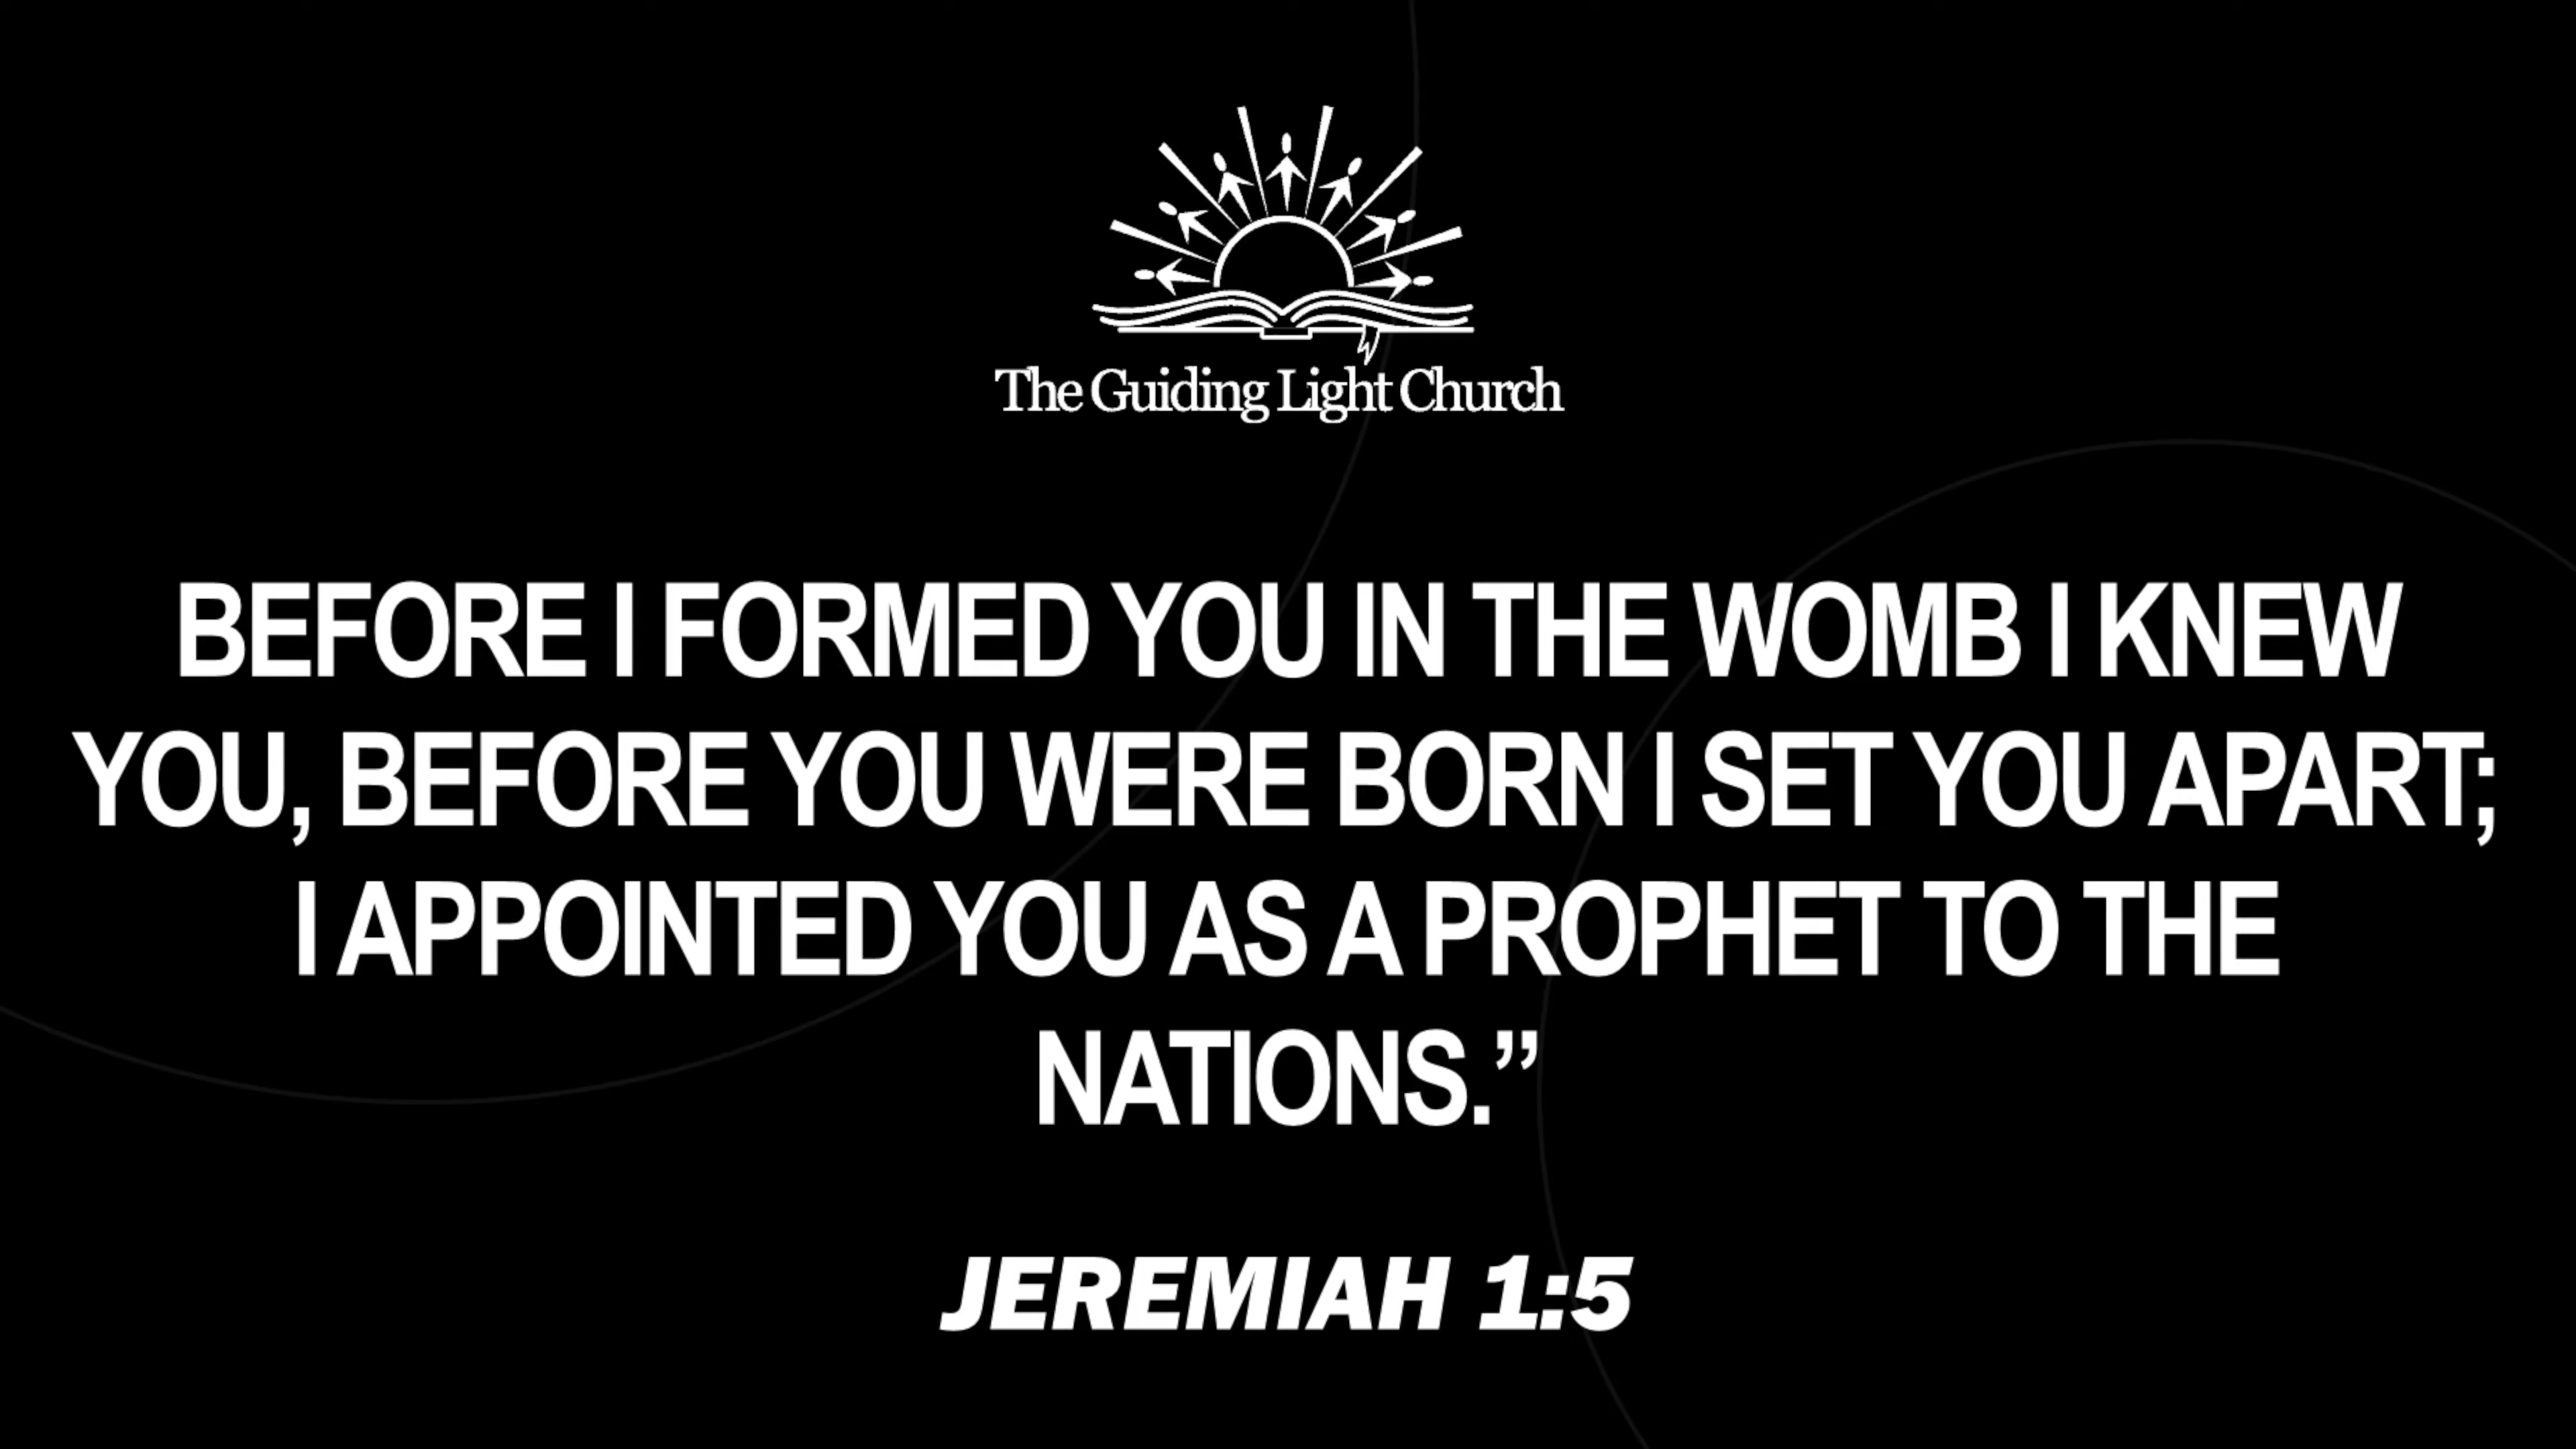 The Guiding Light Church
BEFORE I FORMED YOU IN THE WOMB I KNEW
YOU, BEFORE YOU WERE BORN I SET YOU APART;
I APPOINTED YOU AS A PROPHET TO THE
NATIONS.”
JEREMIAH 1:5